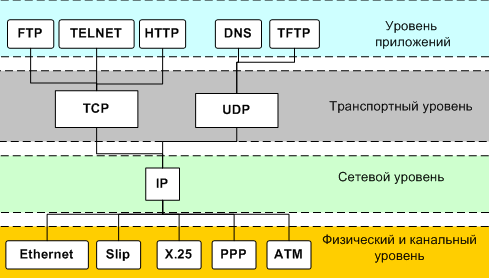 FTP TELNET HTTP DNS TFTP
Уровень
приложений
TCP UDP Транспортный уровень
IP Сетевой уровень
Физический и канальный
уровень
Ethernet Slip X.25 PPP ATM